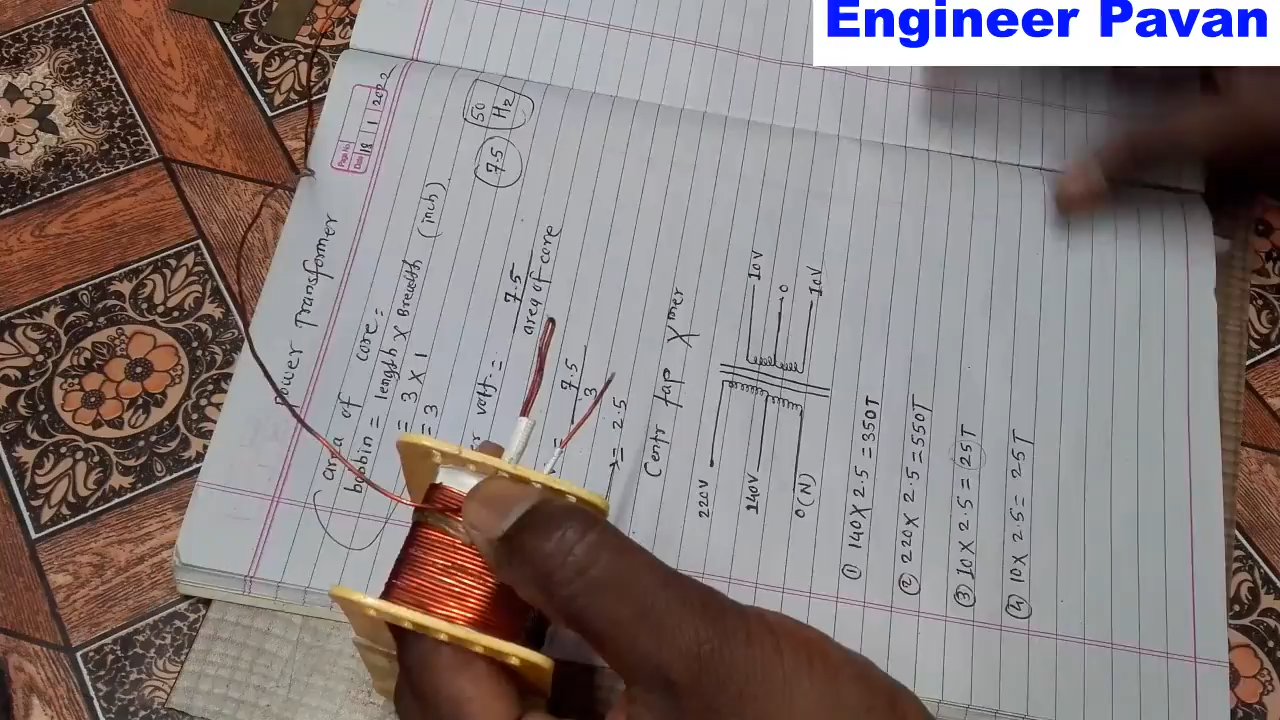 Engineer Pavan
Page No.
Date 18 1 2022
Power Transformer
area of core =
bobbin = length × Breadth (inch)
= 3 × 1
= 3
volt = 7.5 / area of core
7.5
50 Hz
= 7.5 / 3
= 2.5
Centr tap Xmer
220V
140V
0(N)
10V
0
10V
① 140 × 2.5 = 350T
② 220 × 2.5 = 550T
③ 10 × 2.5 = 25T
④ 10 × 2.5 = 25T